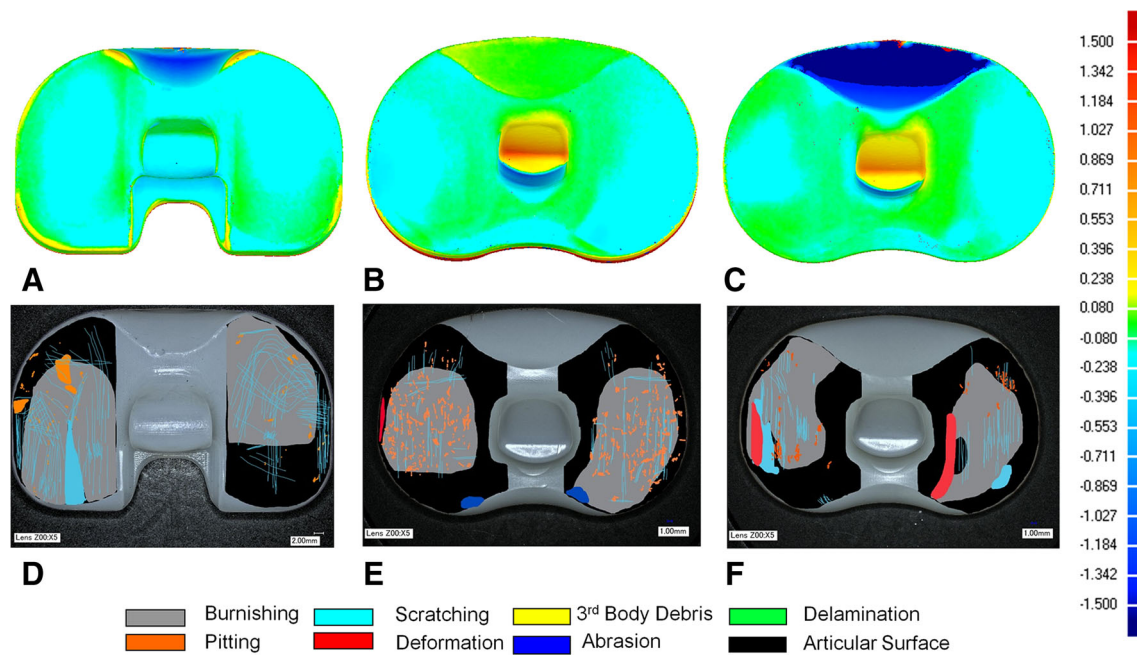 A
B
C
1.500
1.342
1.184
1.027
0.869
0.711
0.553
0.396
0.238
0.080
-0.080
-0.238
-0.396
-0.553
-0.711
-0.869
-1.027
-1.184
-1.342
-1.500
Lens Z00:X5
2.00mm
Lens Z00:X5
1.00mm
Lens Z00:X5
1.00mm
D
E
F
Burnishing
Scratching
3rd Body Debris
Delamination
Pitting
Deformation
Abrasion
Articular Surface